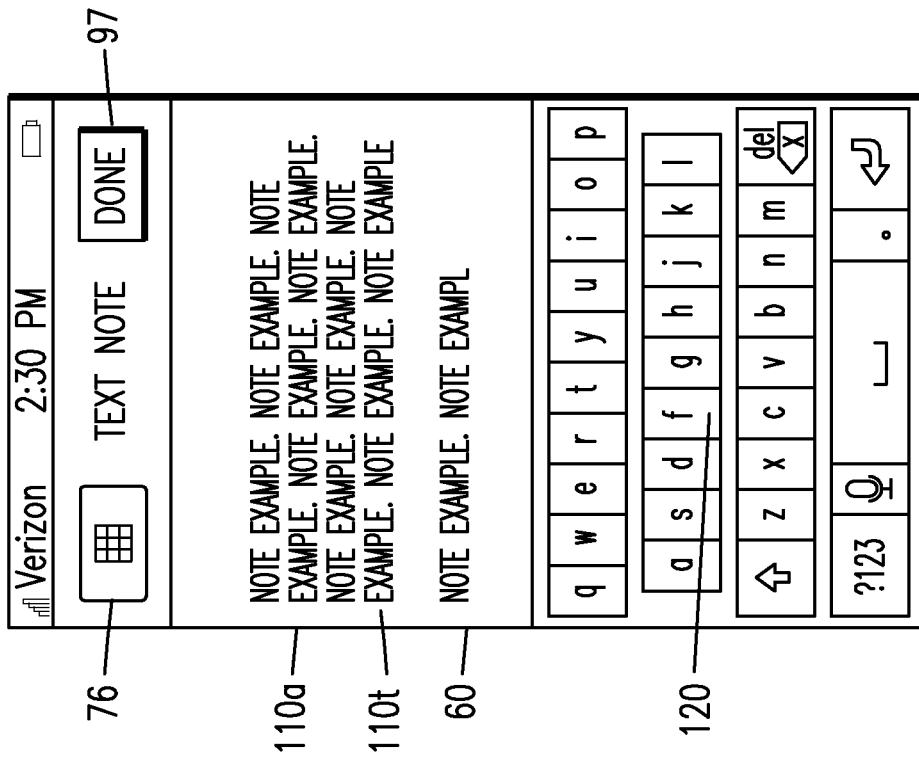 Verizon 2:30 PM
76 TEXT NOTE DONE 97
110a NOTE EXAMPLE. NOTE EXAMPLE. NOTE
EXAMPLE. NOTE EXAMPLE. NOTE EXAMPLE.
NOTE EXAMPLE. NOTE EXAMPLE. NOTE
110t EXAMPLE. NOTE EXAMPLE. NOTE EXAMPLE
60 NOTE EXAMPLE. NOTE EXAMPL
q w e r t y u i o p
120 a s d f g h j k l
z x c v b n m del X
?123 .